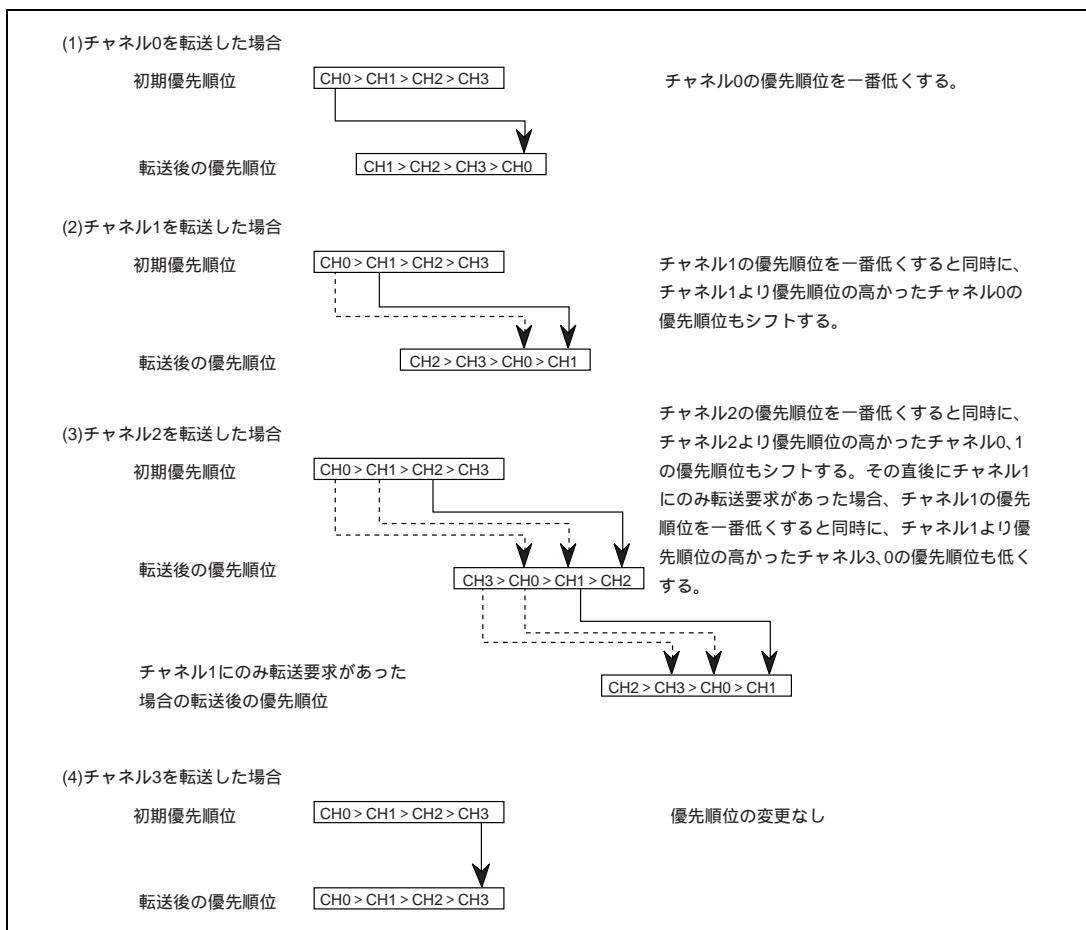 (1)チャネル0を転送した場合
初期優先順位
CH0 > CH1 > CH2 > CH3
チャネル0の優先順位を一番低くする。
転送後の優先順位
CH1 > CH2 > CH3 > CH0
(2)チャネル1を転送した場合
初期優先順位
CH0 > CH1 > CH2 > CH3
チャネル1の優先順位を一番低くすると同時に、
チャネル1より優先順位の高かったチャネル0の
優先順位もシフトする。
転送後の優先順位
CH2 > CH3 > CH0 > CH1
(3)チャネル2を転送した場合
初期優先順位
CH0 > CH1 > CH2 > CH3
チャネル2の優先順位を一番低くすると同時に、
チャネル2より優先順位の高かったチャネル0、1
の優先順位もシフトする。その直後にチャネル1
にのみ転送要求があった場合、チャネル1の優先
順位を一番低くすると同時に、チャネル1より優
先順位の高かったチャネル3、0の優先順位も低く
する。
転送後の優先順位
CH3 > CH0 > CH1 > CH2
チャネル1にのみ転送要求があった
場合の転送後の優先順位
CH2 > CH3 > CH0 > CH1
(4)チャネル3を転送した場合
初期優先順位
CH0 > CH1 > CH2 > CH3
優先順位の変更なし
転送後の優先順位
CH0 > CH1 > CH2 > CH3